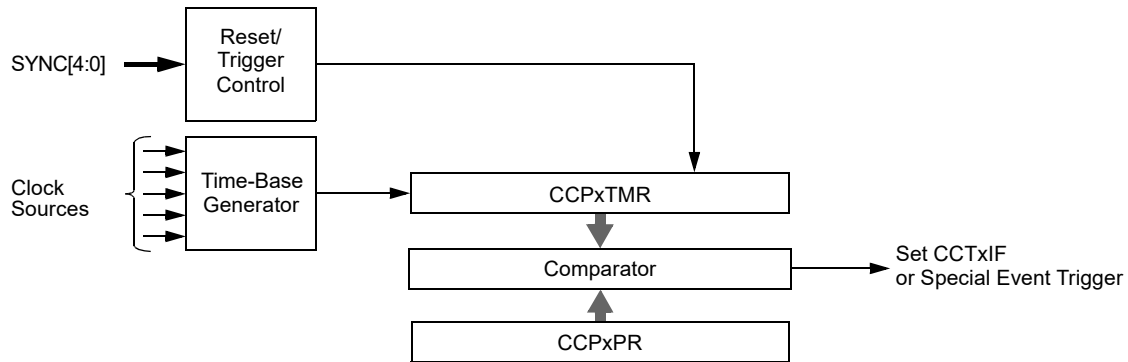 SYNC[4:0]
Reset/
Trigger
Control
Clock
Sources
Time-Base
Generator
CCPxTMR
Comparator
Set CCTxIF
or Special Event Trigger
CCPxPR